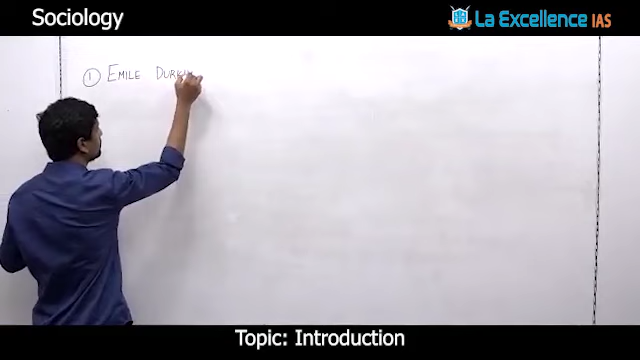 Sociology
La Excellence IAS
① EMILE
Topic: Introduction